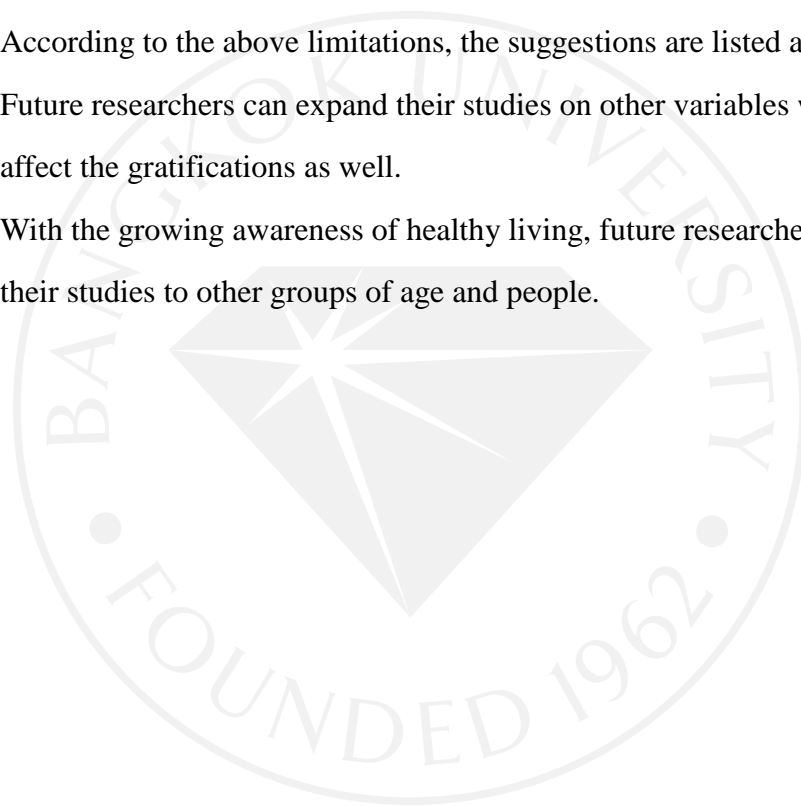 According to the above limitations, the suggestions are listed a
Future researchers can expand their studies on other variables
affect the gratifications as well.
With the growing awareness of healthy living, future researche
their studies to other groups of age and people.
BANGKOK UNIVERSITY
• FOUNDED 1962 •